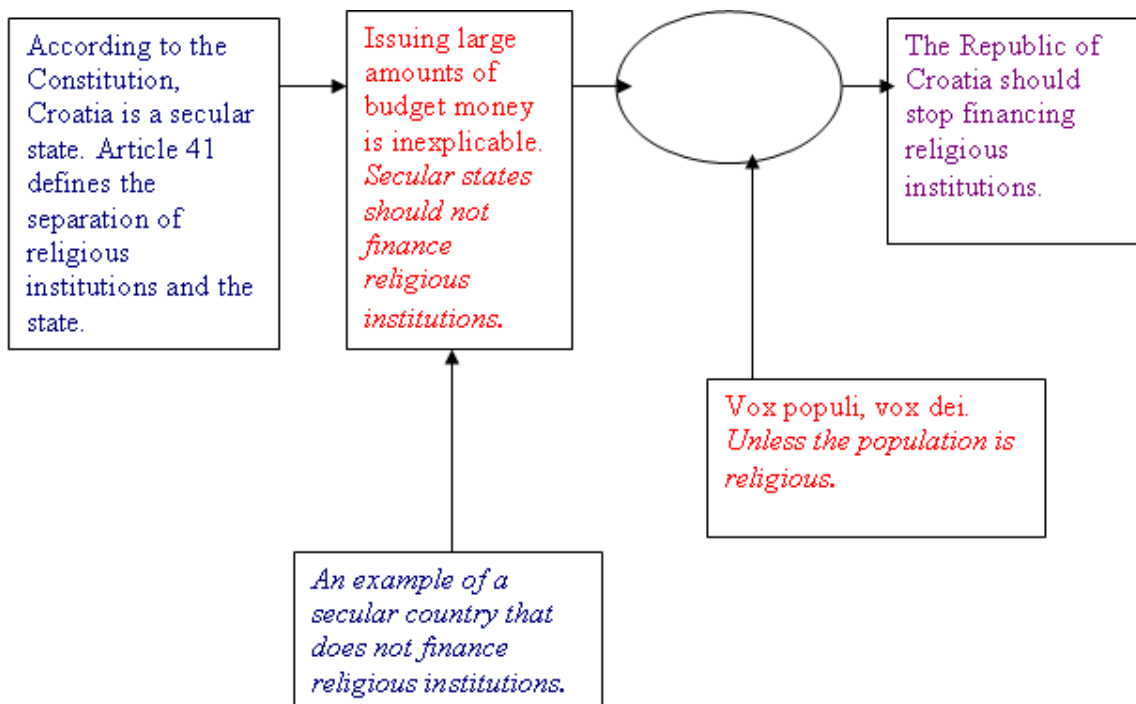 According to the
Constitution,
Croatia is a secular
state. Article 41
defines the
separation of
religious
institutions and the
state.
Issuing large
amounts of
budget money
is inexplicable.
Secular states
should not
finance
religious
institutions.
The Republic of
Croatia should
stop financing
religious
institutions.
Vox populi, vox dei.
Unless the population is
religious.
An example of a
secular country that
does not finance
religious institutions.